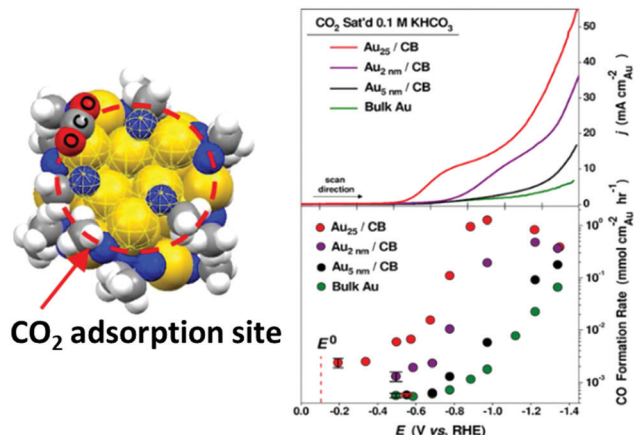 O C O
CO₂ adsorption site
CO₂ Sat'd 0.1 M KHCO₃
Au₂₅ / CB
Au₂ ₙₘ / CB
Au₅ ₙₘ / CB
Bulk Au
scan
direction
50
40
30
20
10
0
j (mA cm⁻²Au)
Au₂₅ / CB
Au₂ ₙₘ / CB
Au₅ ₙₘ / CB
Bulk Au
E⁰
10⁰
10⁻¹
10⁻²
10⁻³
CO Formation Rate (mmol cm⁻²Au hr⁻¹)
0.0 -0.2 -0.4 -0.6 -0.8 -1.0 -1.2 -1.4
E (V vs. RHE)